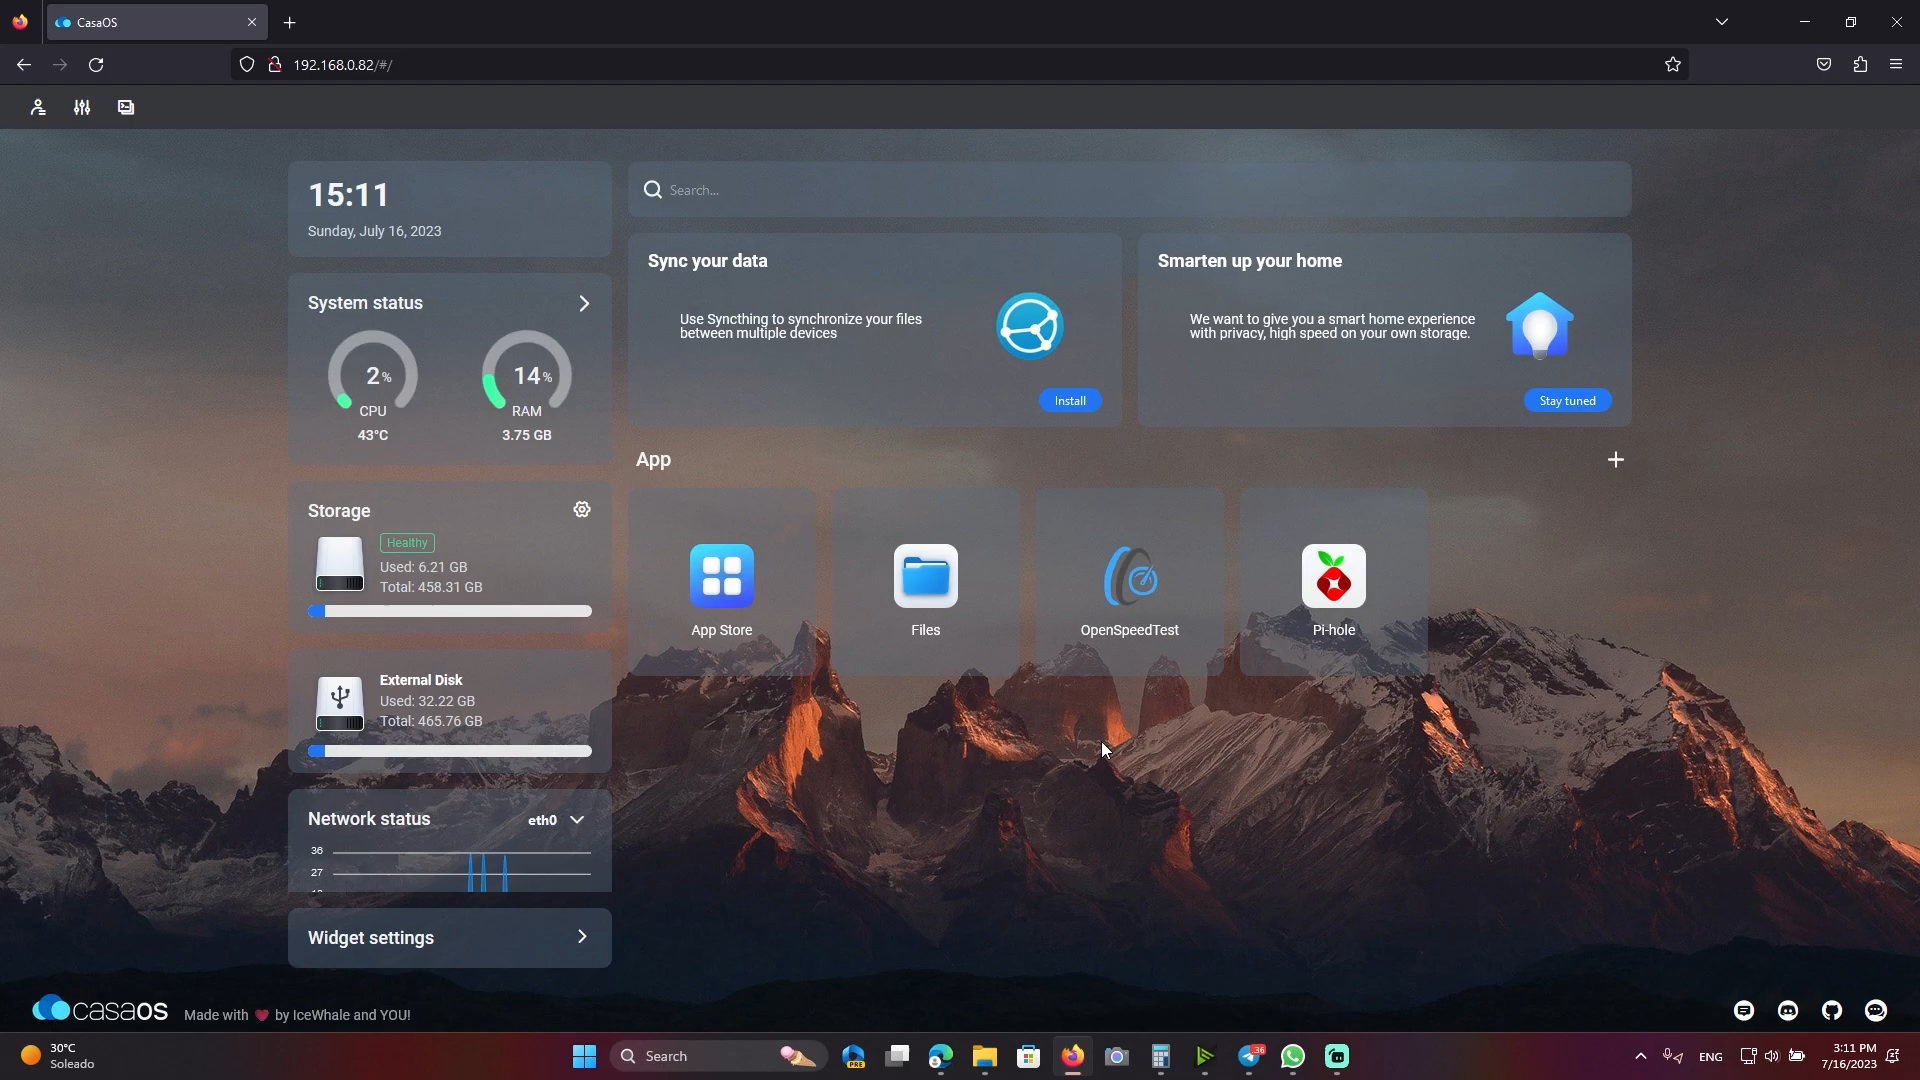 CasaOS
192.168.0.82/#/
15:11
Sunday, July 16, 2023
Search...
Sync your data
Use Syncthing to synchronize your files
between multiple devices
Install
Smarten up your home
We want to give you a smart home experience
with privacy, high speed on your own storage.
Stay tuned
System status
2%
CPU
43°C
14%
RAM
3.75 GB
App
App Store
Files
OpenSpeedTest
Pi-hole
Storage
Healthy
Used: 6.21 GB
Total: 458.31 GB
External Disk
Used: 32.22 GB
Total: 465.76 GB
Network status
eth0
36
27
Widget settings
casaOS
Made with by IceWhale and YOU!
30°C
Soleado
Search
PRE
36
ENG
3:11 PM
7/16/2023